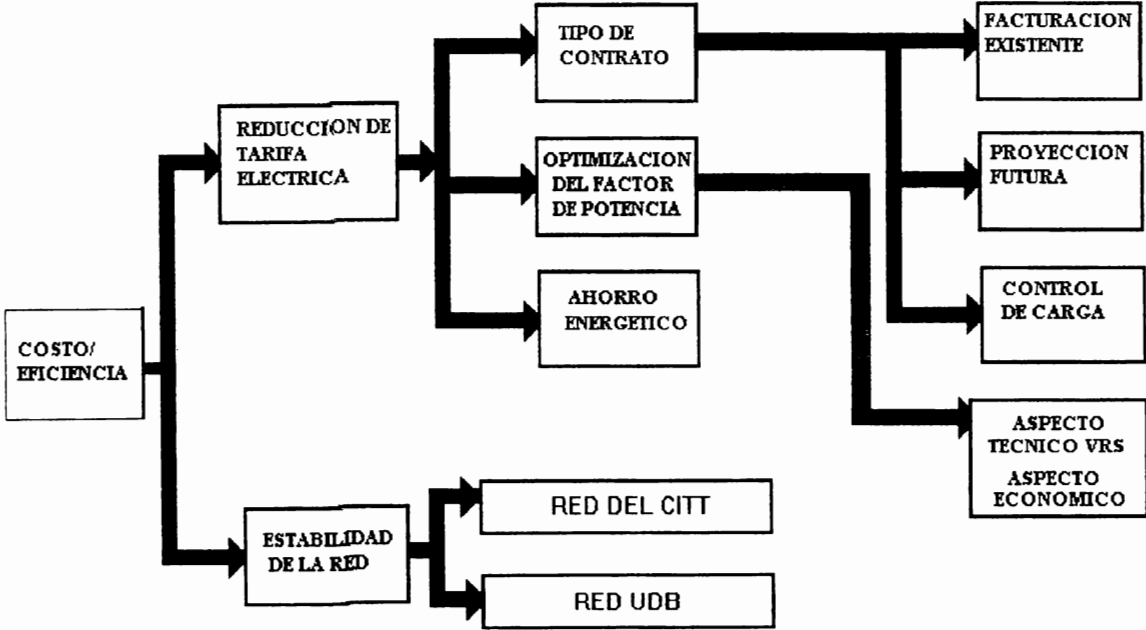 TIPO DE
CONTRATO
FACTURACION
EXISTENTE
REDUCCION DE
TARIFA
ELECTRICA
OPTIMIZACION
DEL FACTOR
DE POTENCIA
PROYECCION
FUTURA
AHORRO
ENERGETICO
CONTROL
DE CARGA
COSTO/
EFICIENCIA
ASPECTO
TECNICO VRS
ASPECTO
ECONOMICO
ESTABILIDAD
DE LA RED
RED DEL CITT
RED UDB